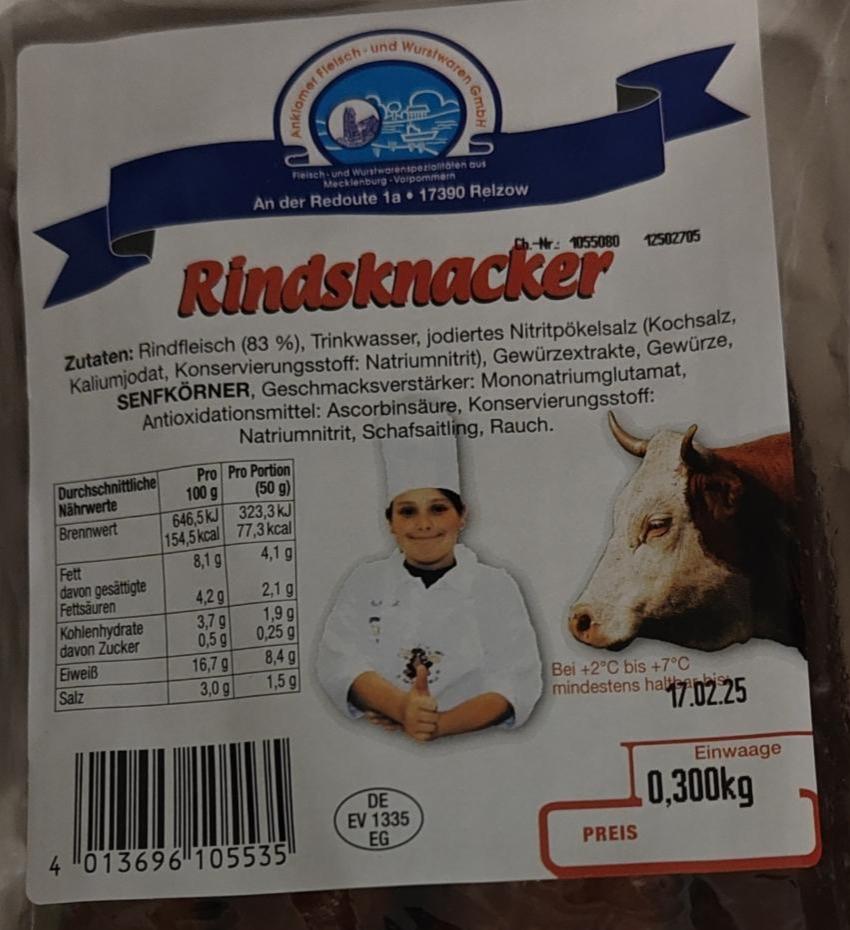 Anklamer Fleisch- und Wurstwaren GmbH
Fleisch- und Wurstwarenspezialitäten aus
Mecklenburg-Vorpommern
An der Redoute 1a • 17390 Relzow
Ch.-Nr.: 1055080 12502705
Rindsknacker
Zutaten: Rindfleisch (83 %), Trinkwasser, jodiertes Nitritpökelsalz (Kochsalz,
Kaliumjodat, Konservierungsstoff: Natriumnitrit), Gewürzextrakte, Gewürze,
SENFKÖRNER, Geschmacksverstärker: Mononatriumglutamat,
Antioxidationsmittel: Ascorbinsäure, Konservierungsstoff:
Natriumnitrit, Schafsaitling, Rauch.
Durchschnittliche Pro Pro Portion
Nährwerte 100 g (50 g)
Brennwert 646,5 kJ 323,3 kJ
154,5 kcal 77,3 kcal
Fett 8,1 g 4,1 g
davon gesättigte
Fettsäuren 4,2 g 2,1 g
Kohlenhydrate 3,7 g 1,9 g
davon Zucker 0,5 g 0,25 g
Eiweiß 16,7 g 8,4 g
Salz 3,0 g 1,5 g
Bei +2°C bis +7°C
mindestens haltbar bis:
17.02.25
Einwaage
0,300kg
PREIS
DE
EV 1335
EG
4 013696 105535